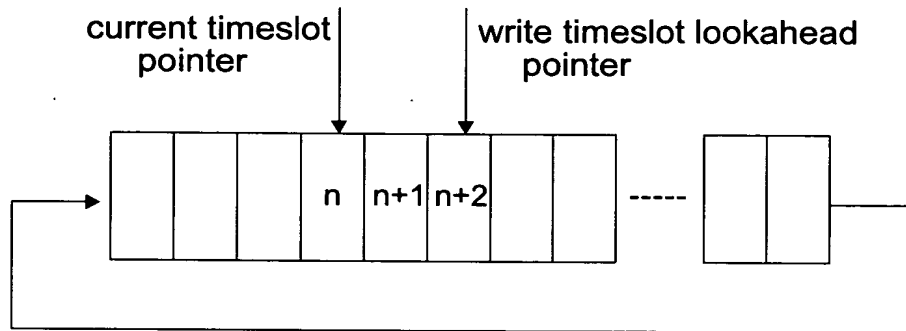 current timeslot
pointer
write timeslot lookahead
pointer
n
n+1
n+2